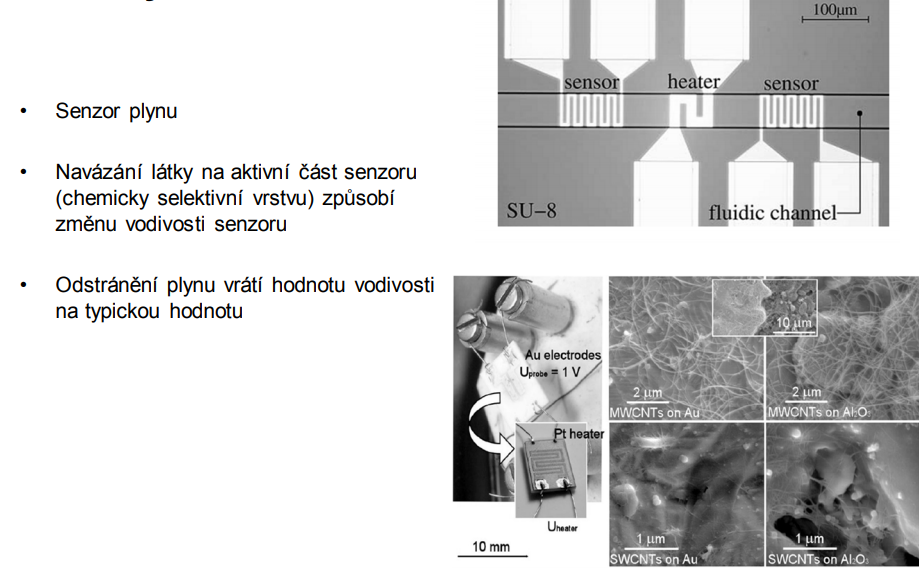 • Senzor plynu
• Navázání látky na aktivní část senzoru
(chemicky selektivní vrstvu) způsobí
změnu vodivosti senzoru
• Odstránění plynu vrátí hodnotu vodivosti
na typickou hodnotu
100µm
sensor
heater
sensor
SU–8
fluidic channel
Au electrodes
Uprobe = 1 V
Pt heater
Uheater
10 mm
10 µm
2 µm
MWCNTs on Au
2 µm
MWCNTs on Al2O3
1 µm
SWCNTs on Au
1 µm
SWCNTs on Al2O3